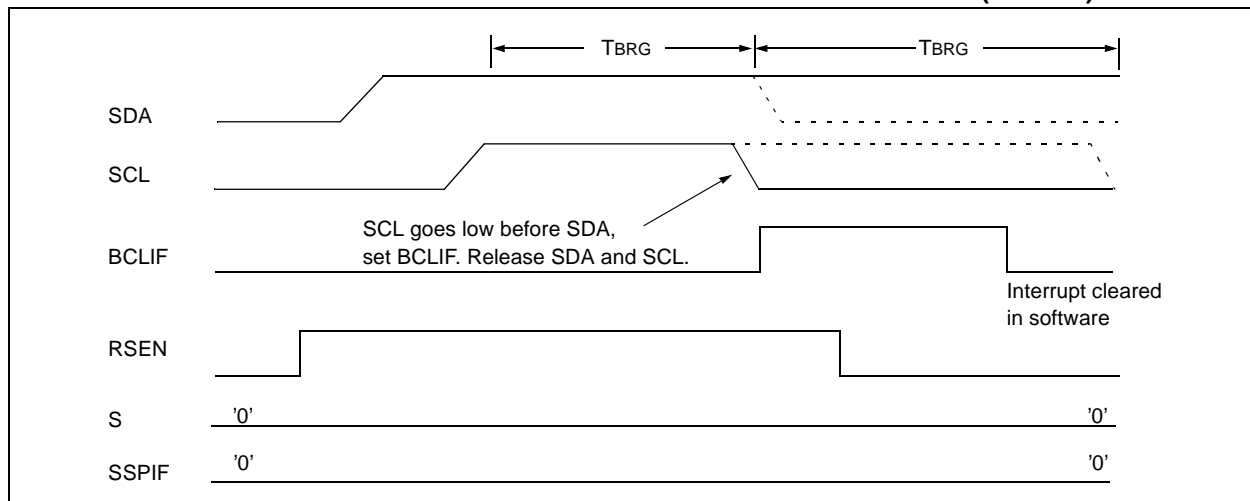 TBRG TBRG
SDA
SCL
SCL goes low before SDA,
set BCLIF. Release SDA and SCL.
BCLIF
Interrupt cleared
in software
RSEN
S '0' '0'
SSPIF '0' '0'